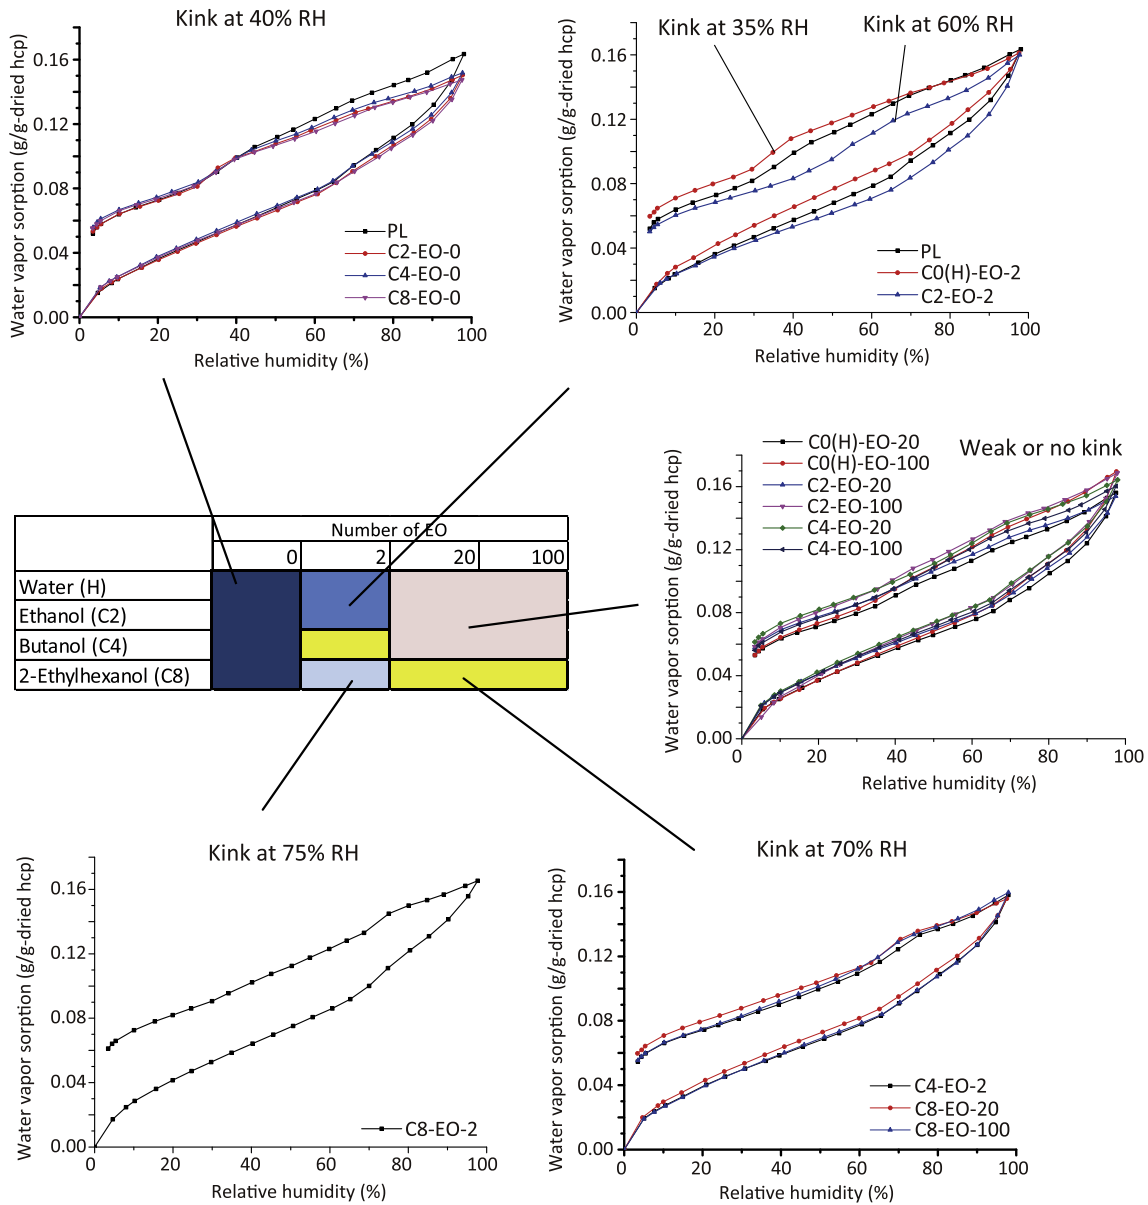 Kink at 40% RH
Water vapor sorption (g/g-dried hcp)
0.16
0.12
0.08
0.04
0.00
PL
C2-EO-0
C4-EO-0
C8-EO-0
0 20 40 60 80 100
Relative humidity (%)
Kink at 35% RH
Kink at 60% RH
Water vapor sorption (g/g-dried hcp)
0.16
0.12
0.08
0.04
0.00
PL
C0(H)-EO-2
C2-EO-2
0 20 40 60 80 100
Relative humidity (%)
Number of EO
0 2 20 100
Water (H)
Ethanol (C2)
Butanol (C4)
2-Ethylhexanol (C8)
C0(H)-EO-20
C0(H)-EO-100
C2-EO-20
C2-EO-100
C4-EO-20
C4-EO-100
Weak or no kink
Water vapor sorption (g/g-dried hcp)
0.16
0.12
0.08
0.04
0.00
0 20 40 60 80 100
Relative humidity (%)
Kink at 75% RH
Water vapor sorption (g/g-dried hcp)
0.16
0.12
0.08
0.04
0.00
C8-EO-2
0 20 40 60 80 100
Relative humidity (%)
Kink at 70% RH
Water vapor sorption (g/g-dried hcp)
0.16
0.12
0.08
0.04
0.00
C4-EO-2
C8-EO-20
C8-EO-100
0 20 40 60 80 100
Relative humidity (%)